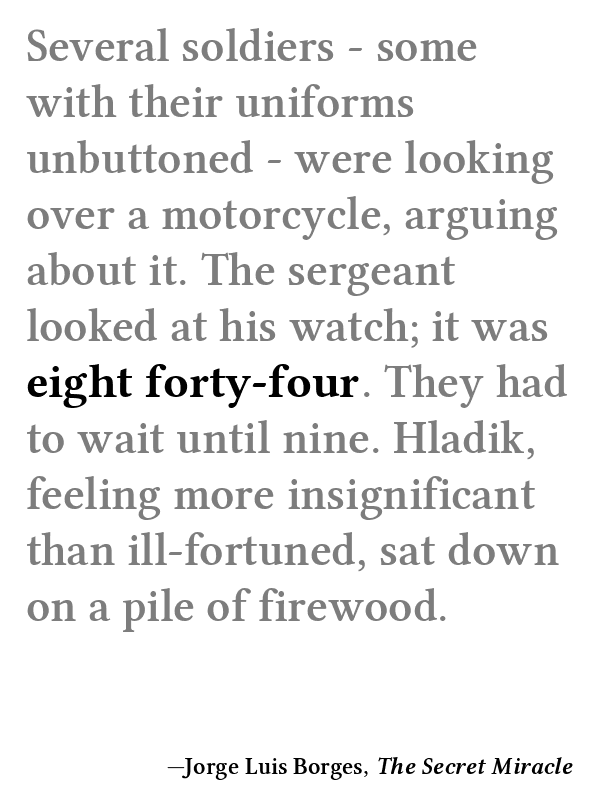 Several soldiers - some
with their uniforms
unbuttoned - were looking
over a motorcycle, arguing
about it. The sergeant
looked at his watch; it was
eight forty-four. They had
to wait until nine. Hladik,
feeling more insignificant
than ill-fortuned, sat down
on a pile of firewood.
—Jorge Luis Borges, The Secret Miracle